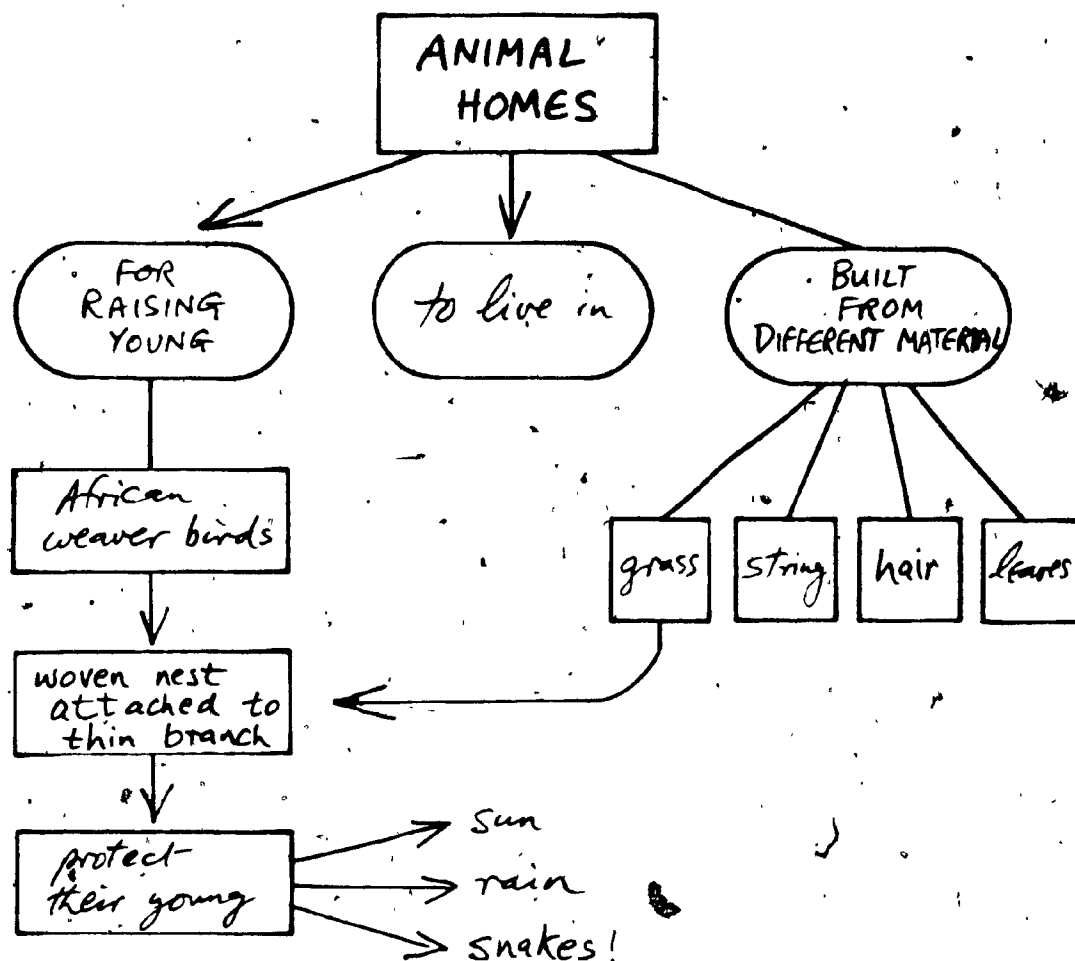 ANIMAL
HOMES
FOR
RAISING
YOUNG
to live in
BUILT
FROM
DIFFERENT MATERIAL
African
weaver birds
grass
string
hair
leaves
woven nest
attached to
thin branch
protect
their young
sun
rain
snakes!